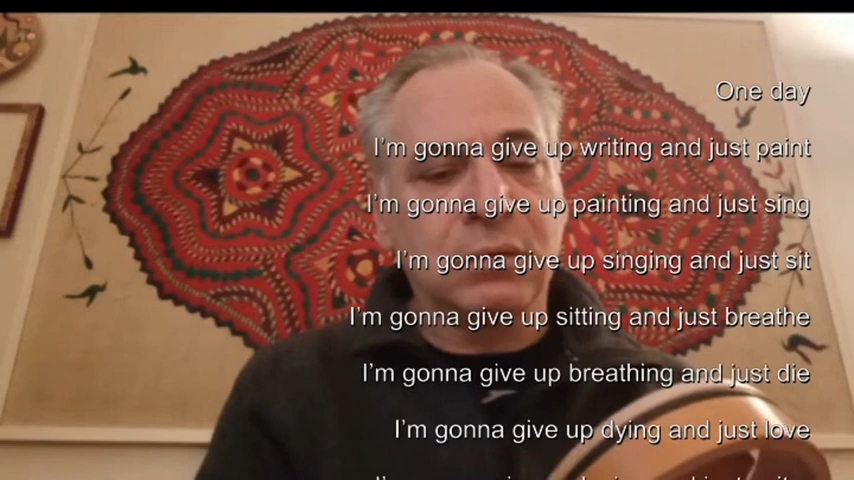 One day
I'm gonna give up writing and just paint
I'm gonna give up painting and just sing
I'm gonna give up singing and just sit
I'm gonna give up sitting and just breathe
I'm gonna give up breathing and just die
I'm gonna give up dying and just love